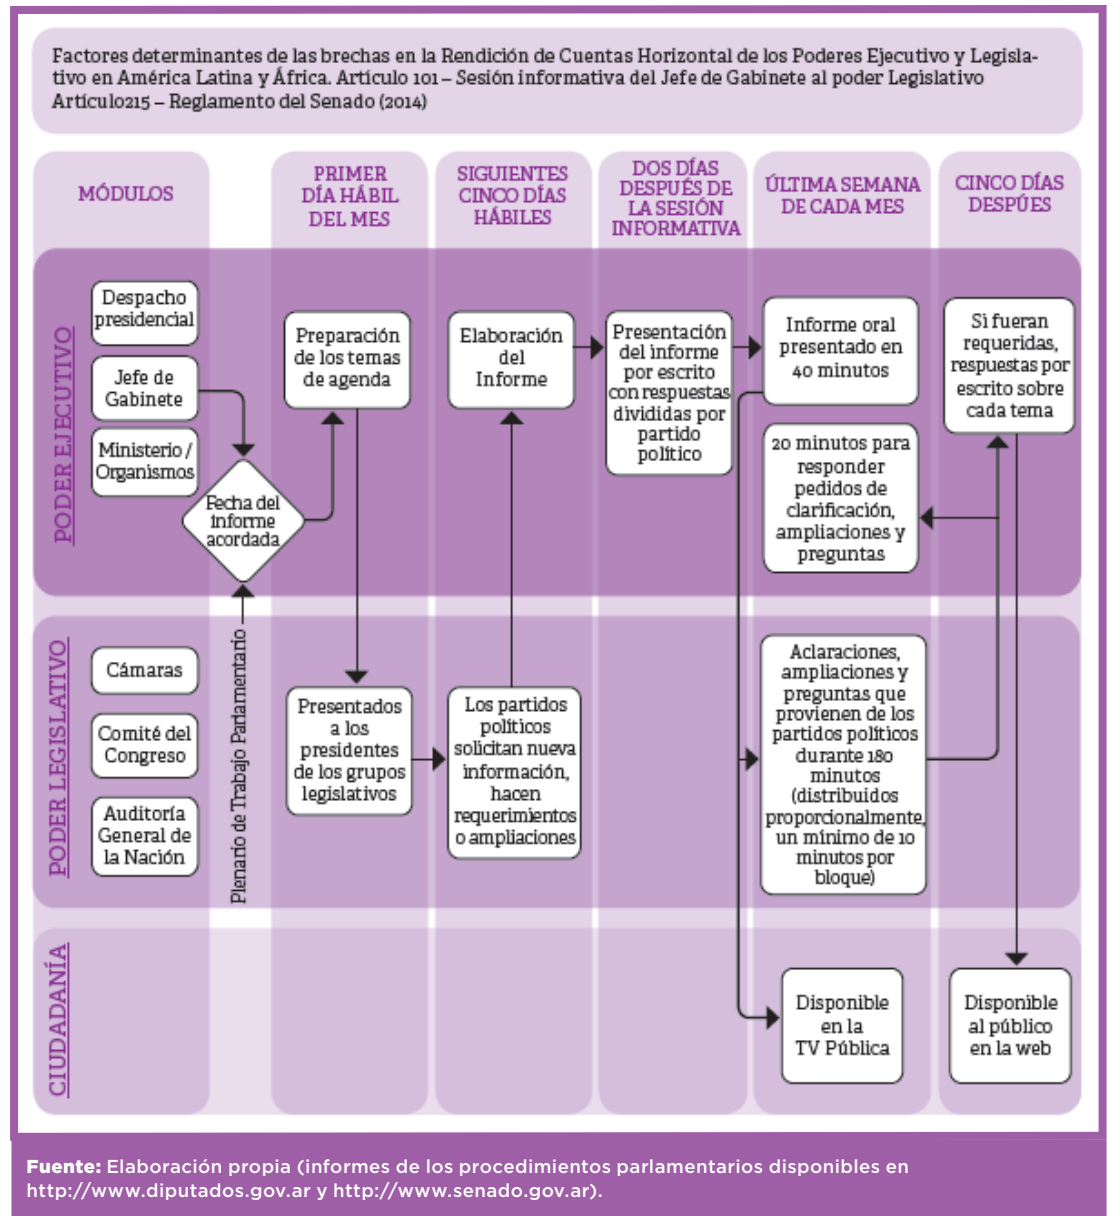 Factores determinantes de las brechas en la Rendición de Cuentas Horizontal de los Poderes Ejecutivo y Legisla-
tivo en América Latina y África. Artículo 101 – Sesión informativa del Jefe de Gabinete al poder Legislativo
Artículo215 – Reglamento del Senado (2014)
MÓDULOS
PRIMER
DÍA HÁBIL
DEL MES
SIGUIENTES
CINCO DÍAS
HÁBILES
DOS DÍAS
DESPUÉS DE
LA SESIÓN
INFORMATIVA
ÚLTIMA SEMANA
DE CADA MES
CINCO DÍAS
DESPÚES
PODER EJECUTIVO
Despacho
presidencial
Jefe de
Gabinete
Ministerio /
Organismos
Fecha del
informe
acordada
Preparación
de los temas
de agenda
Elaboración
del
Informe
Presentación
del informe
por escrito
con respuestas
divididas por
partido
político
Informe oral
presentado en
40 minutos
20 minutos para
responder
pedidos de
clarificación,
ampliaciones y
preguntas
Si fueran
requeridas,
respuestas por
escrito sobre
cada tema
PODER LEGISLATIVO
Cámaras
Comité del
Congreso
Auditoría
General de
la Nación
Plenario de Trabajo Parlamentario
Presentados
a los
presidentes
de los grupos
legislativos
Los partidos
políticos
solicitan nueva
información,
hacen
requerimientos
o ampliaciones
Aclaraciones,
ampliaciones y
preguntas que
provienen de los
partidos políticos
durante 180
minutos
(distribuidos
proporcionalmente,
un mínimo de 10
minutos por
bloque)
CIUDADANÍA
Disponible
en la
TV Pública
Disponible
al público
en la web
Fuente: Elaboración propia (informes de los procedimientos parlamentarios disponibles en
http://www.diputados.gov.ar y http://www.senado.gov.ar).